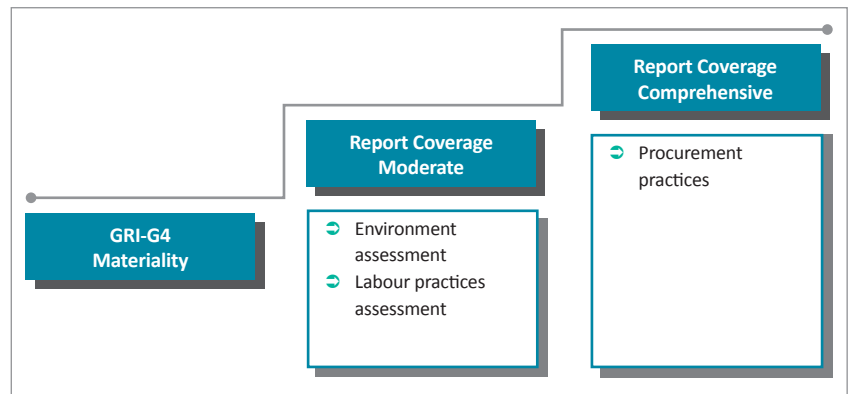 GRI-G4
Materiality
Report Coverage
Moderate
Environment
assessment
Labour practices
assessment
Report Coverage
Comprehensive
Procurement
practices